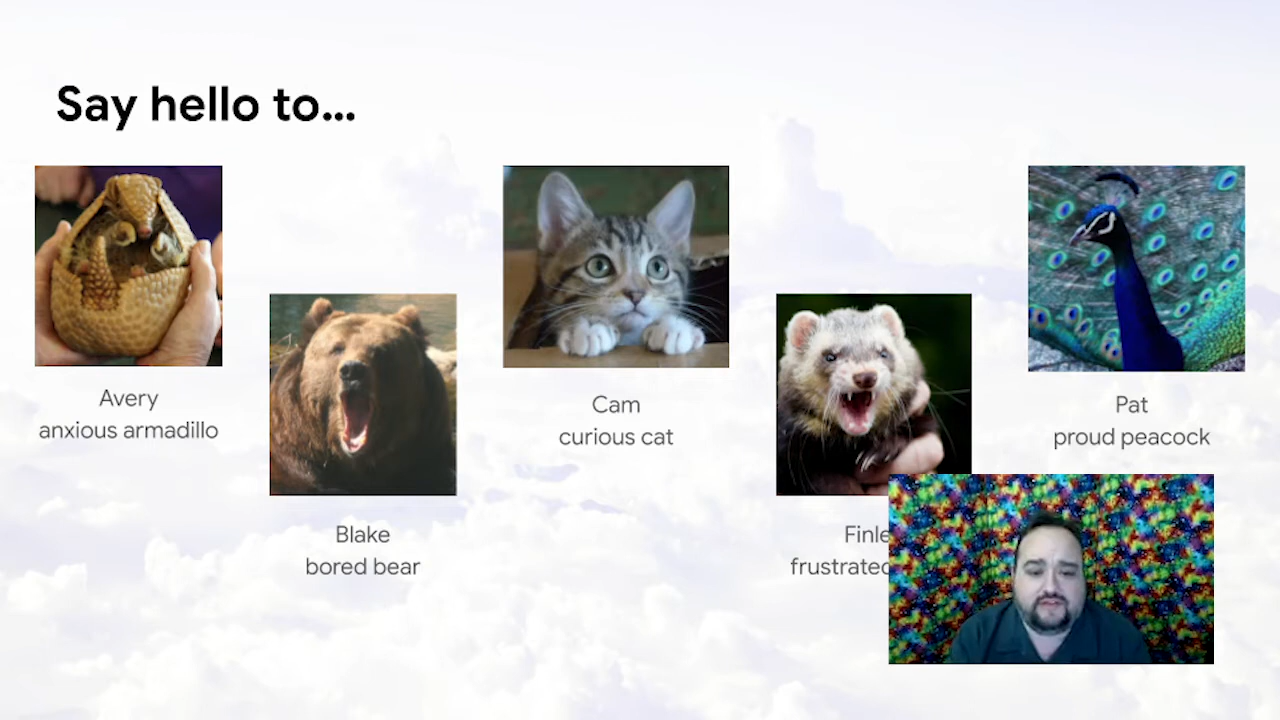 Say hello to...
Avery
anxious armadillo
Blake
bored bear
Cam
curious cat
Pat
proud peacock